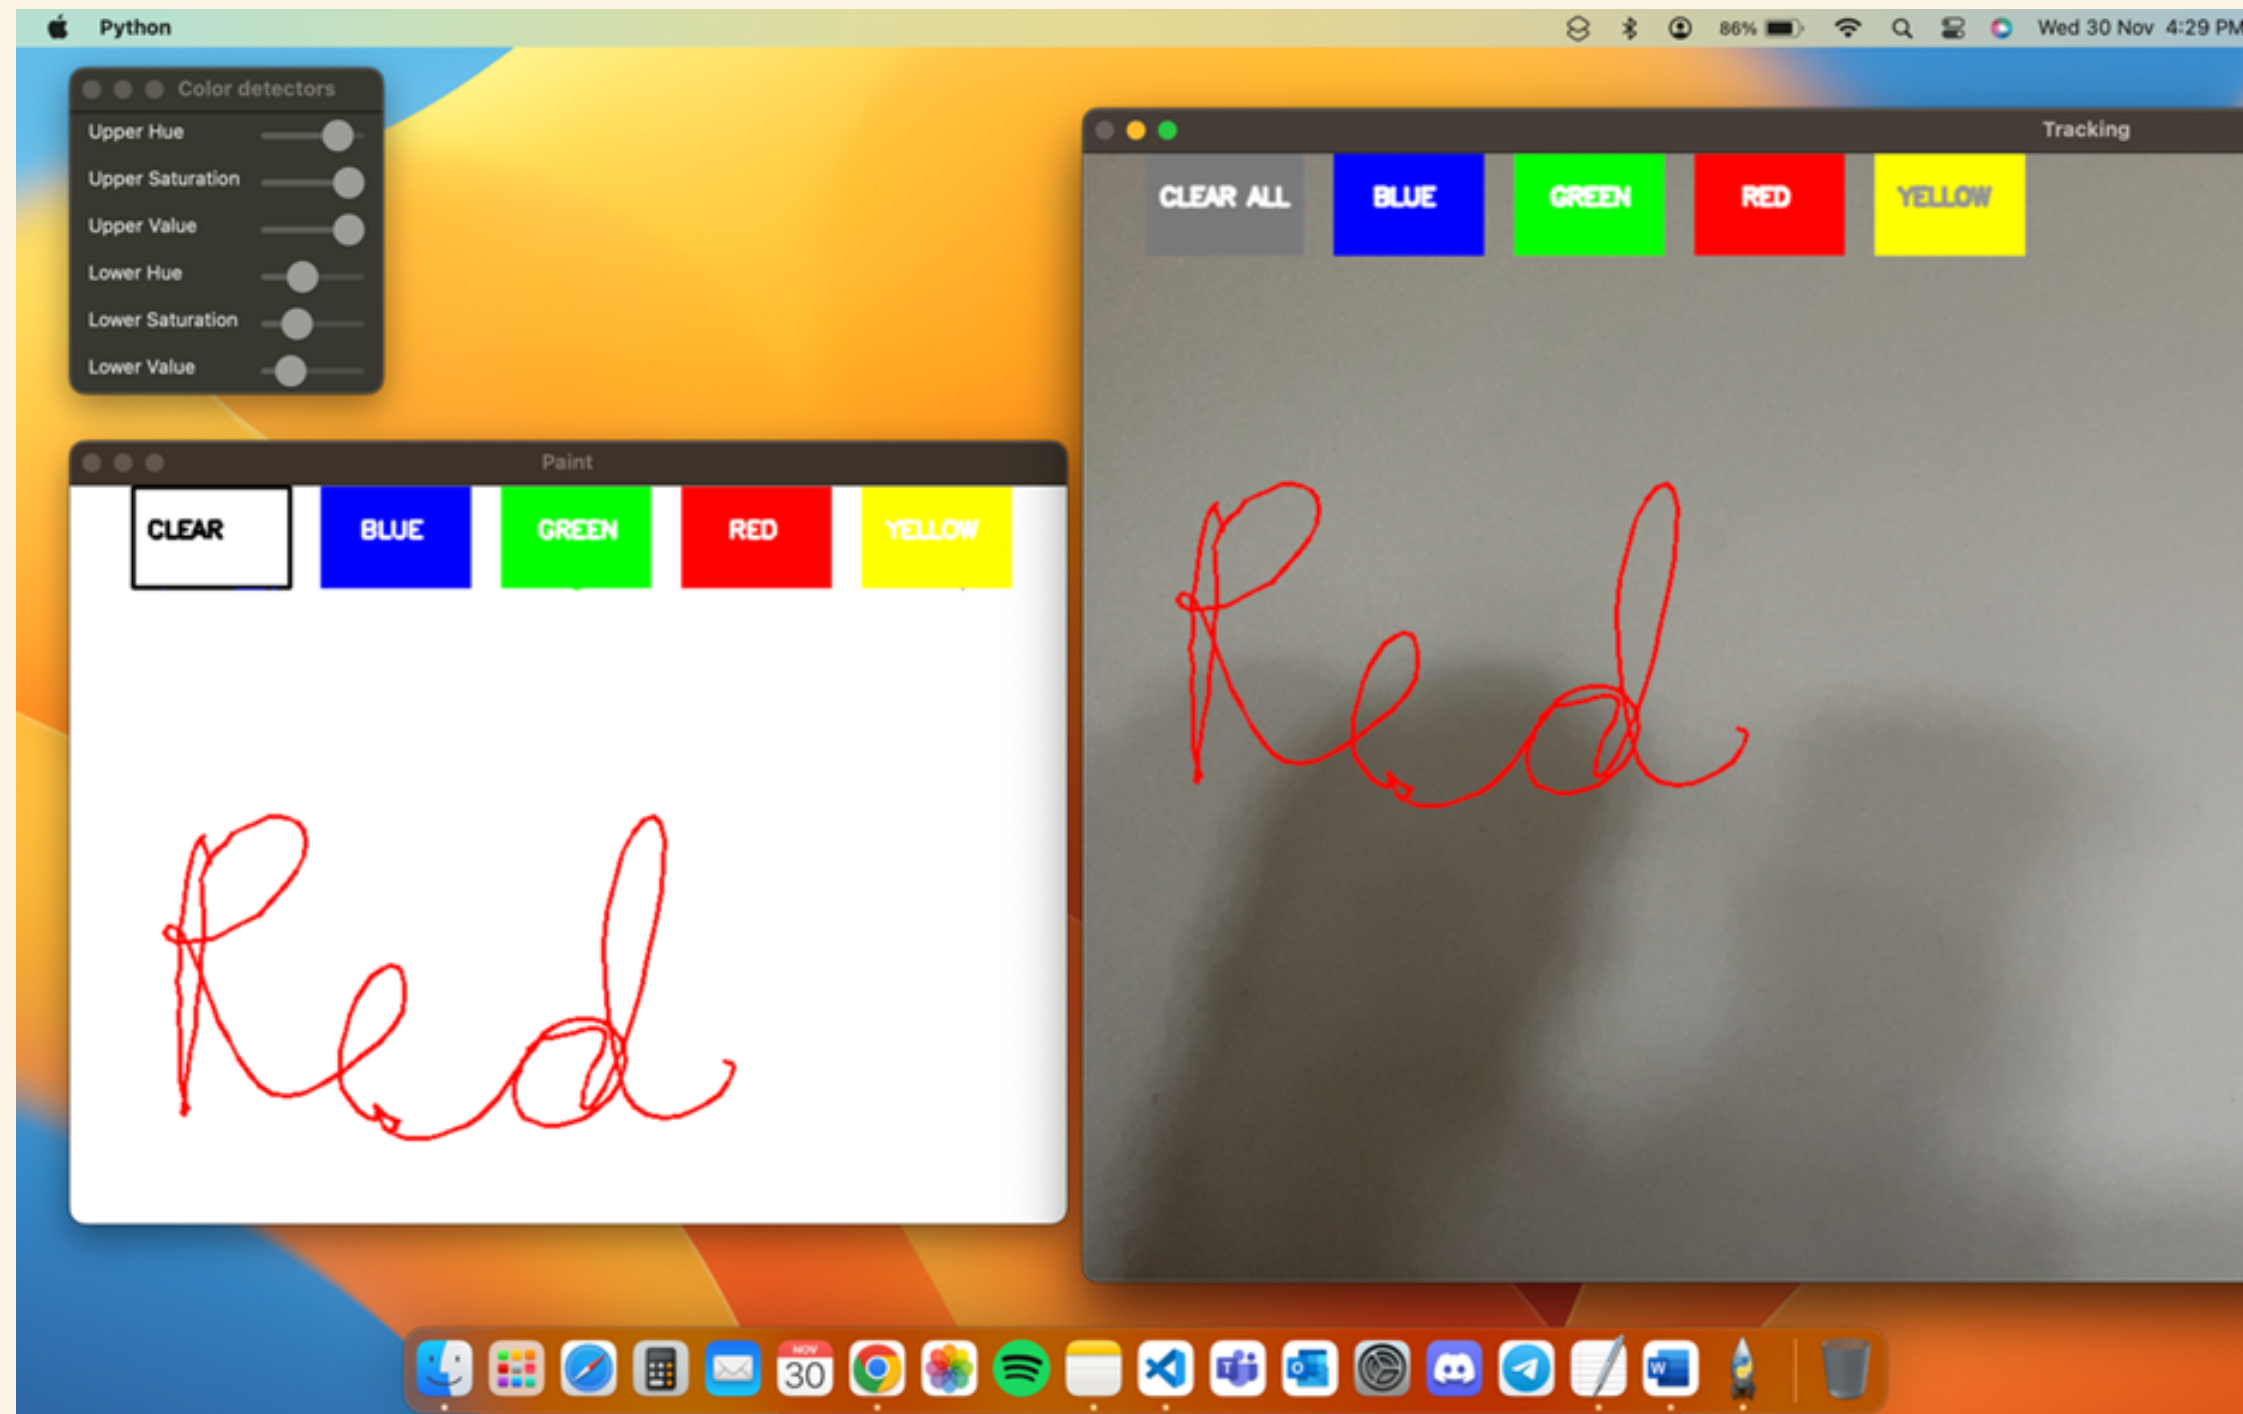 Python
86%
Wed 30 Nov 4:29 PM
Color detectors
Upper Hue
Upper Saturation
Upper Value
Lower Hue
Lower Saturation
Lower Value
Paint
CLEAR BLUE GREEN RED YELLOW
Red
Tracking
CLEAR ALL BLUE GREEN RED YELLOW
Red
NOV
30
T
O
W